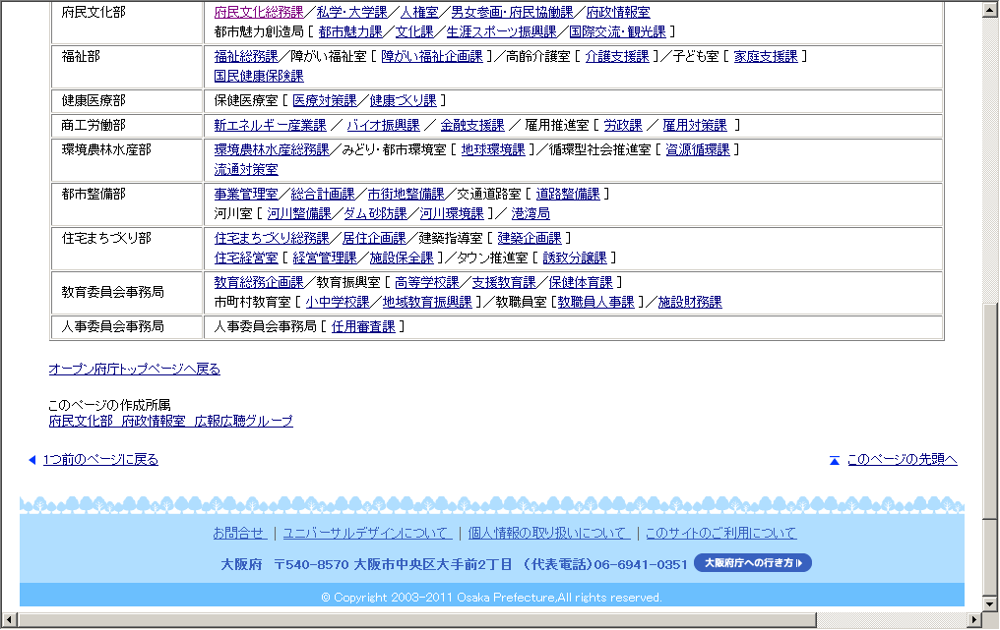 府民文化部
府民文化総務課／私学・大学課／人権室／男女参画・府民協働課／府政情報室
都市魅力創造局 [ 都市魅力課／文化課／生涯スポーツ振興課／国際交流・観光課 ]
福祉部
福祉総務課／障がい福祉室 [ 障がい福祉企画課 ]／高齢介護室 [ 介護支援課 ]／子ども室 [ 家庭支援課 ]
国民健康保険課
健康医療部
保健医療室 [ 医療対策課／健康づくり課 ]
商工労働部
新エネルギー産業課 ／ バイオ振興課 ／ 金融支援課 ／ 雇用推進室 [ 労政課 ／ 雇用対策課 ]
環境農林水産部
環境農林水産総務課／みどり・都市環境室 [ 地球環境課 ]／循環型社会推進室 [ 資源循環課 ]
流通対策室
都市整備部
事業管理室／総合計画課／市街地整備課／交通道路室 [ 道路整備課 ]
河川室 [ 河川整備課／ダム砂防課／河川環境課 ]／ 港湾局
住宅まちづくり部
住宅まちづくり総務課／居住企画課／建築指導室 [ 建築企画課 ]
住宅経営室 [ 経営管理課／施設保全課 ]／タウン推進室 [ 誘致分譲課 ]
教育委員会事務局
教育総務企画課／教育振興室 [ 高等学校課／支援教育課／保健体育課 ]
市町村教育室 [ 小中学校課／地域教育振興課 ]／教職員室 [教職員人事課 ]／施設財務課
人事委員会事務局
人事委員会事務局 [ 任用審査課 ]
オープン府庁トップページへ戻る
このページの作成所属
府民文化部 府政情報室 広報広聴グループ
1つ前のページに戻る
このページの先頭へ
お問合せ ｜ ユニバーサルデザインについて ｜ 個人情報の取り扱いについて ｜ このサイトのご利用について
大阪府 〒540-8570 大阪市中央区大手前2丁目 （代表電話）06-6941-0351 大阪府庁への行き方
© Copyright 2003-2011 Osaka Prefecture,All rights reserved.